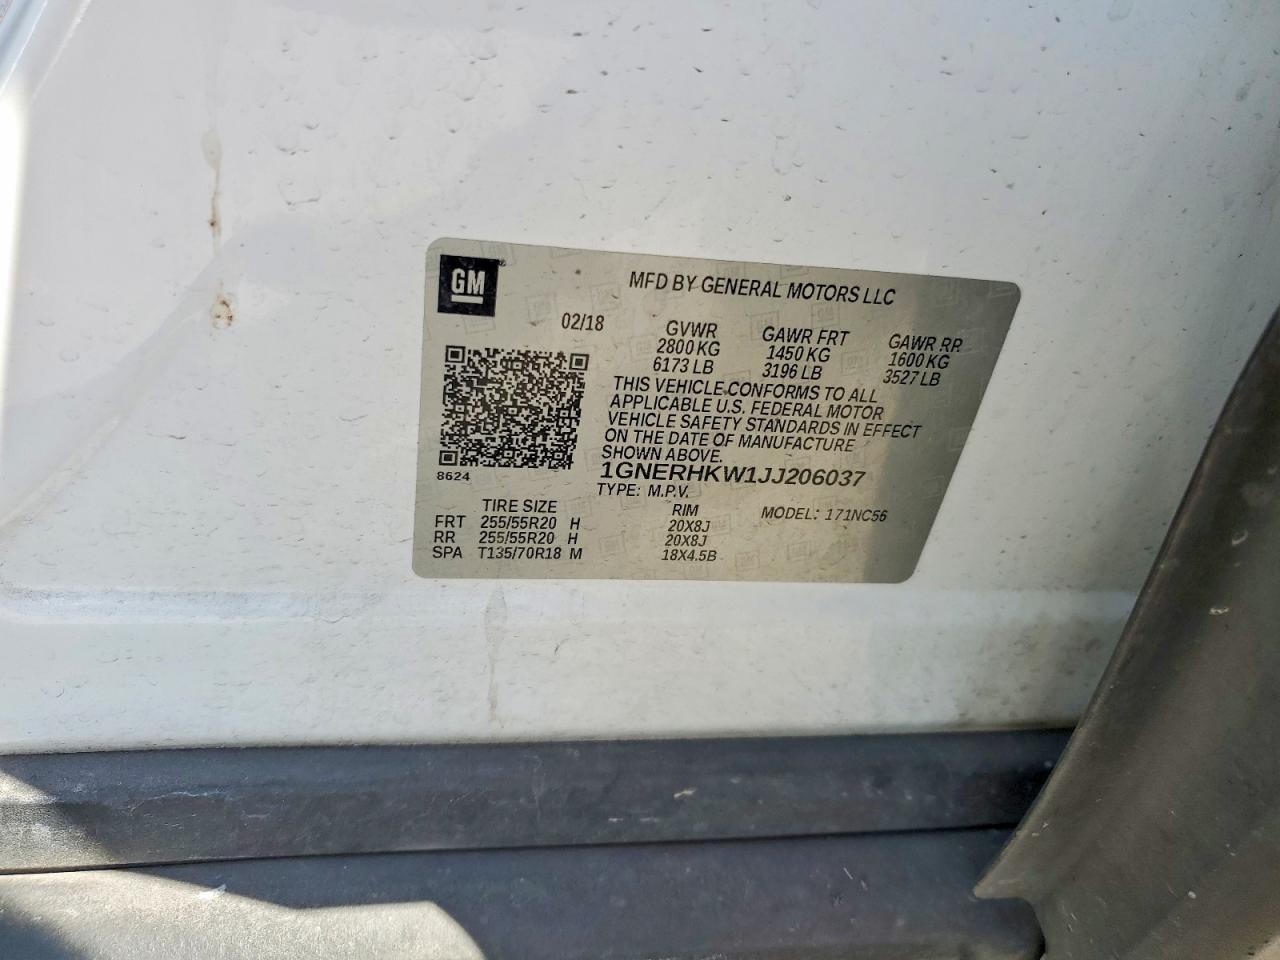 GM
MFD BY GENERAL MOTORS LLC
02/18 GVWR GAWR FRT GAWR RR
2800 KG 1450 KG 1600 KG
6173 LB 3196 LB 3527 LB
THIS VEHICLE CONFORMS TO ALL
APPLICABLE U.S. FEDERAL MOTOR
VEHICLE SAFETY STANDARDS IN EFFECT
ON THE DATE OF MANUFACTURE
SHOWN ABOVE.
8624
1GNERHKW1JJ206037
TYPE: M.P.V.
TIRE SIZE RIM MODEL: 171NC56
FRT 255/55R20 H 20X8J
RR 255/55R20 H 20X8J
SPA T135/70R18 M 18X4.5B